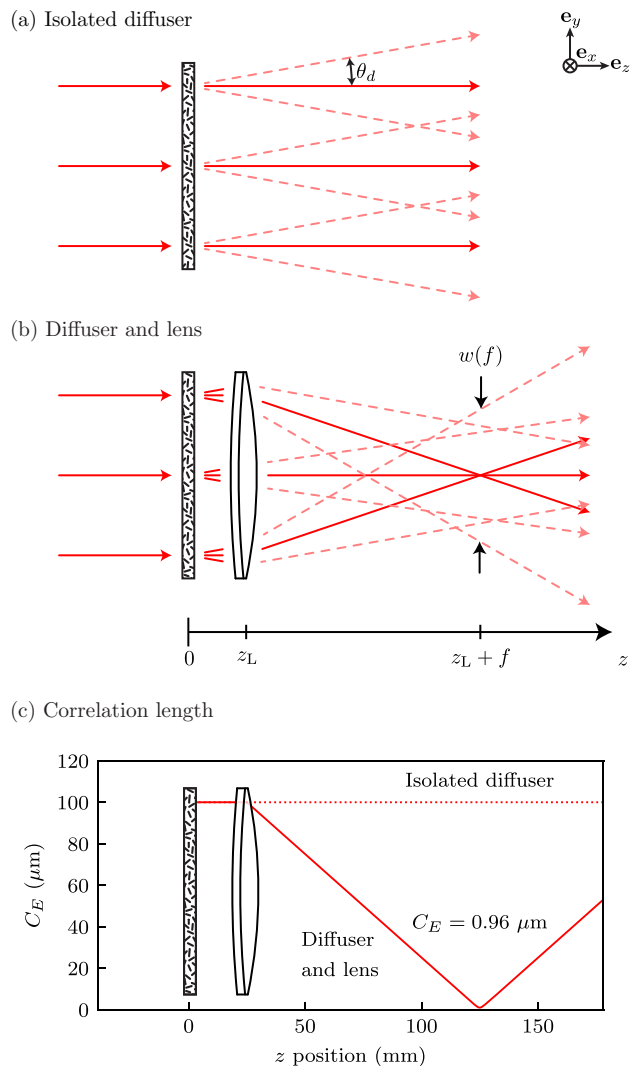 (a) Isolated diffuser
e_y
e_x
e_z
θ_d
(b) Diffuser and lens
w(f)
0
z_L
z_L + f
z
(c) Correlation length
120
100
80
60
40
20
0
C_E (μm)
Isolated diffuser
C_E = 0.96 μm
Diffuser
and lens
0
50
100
150
z position (mm)